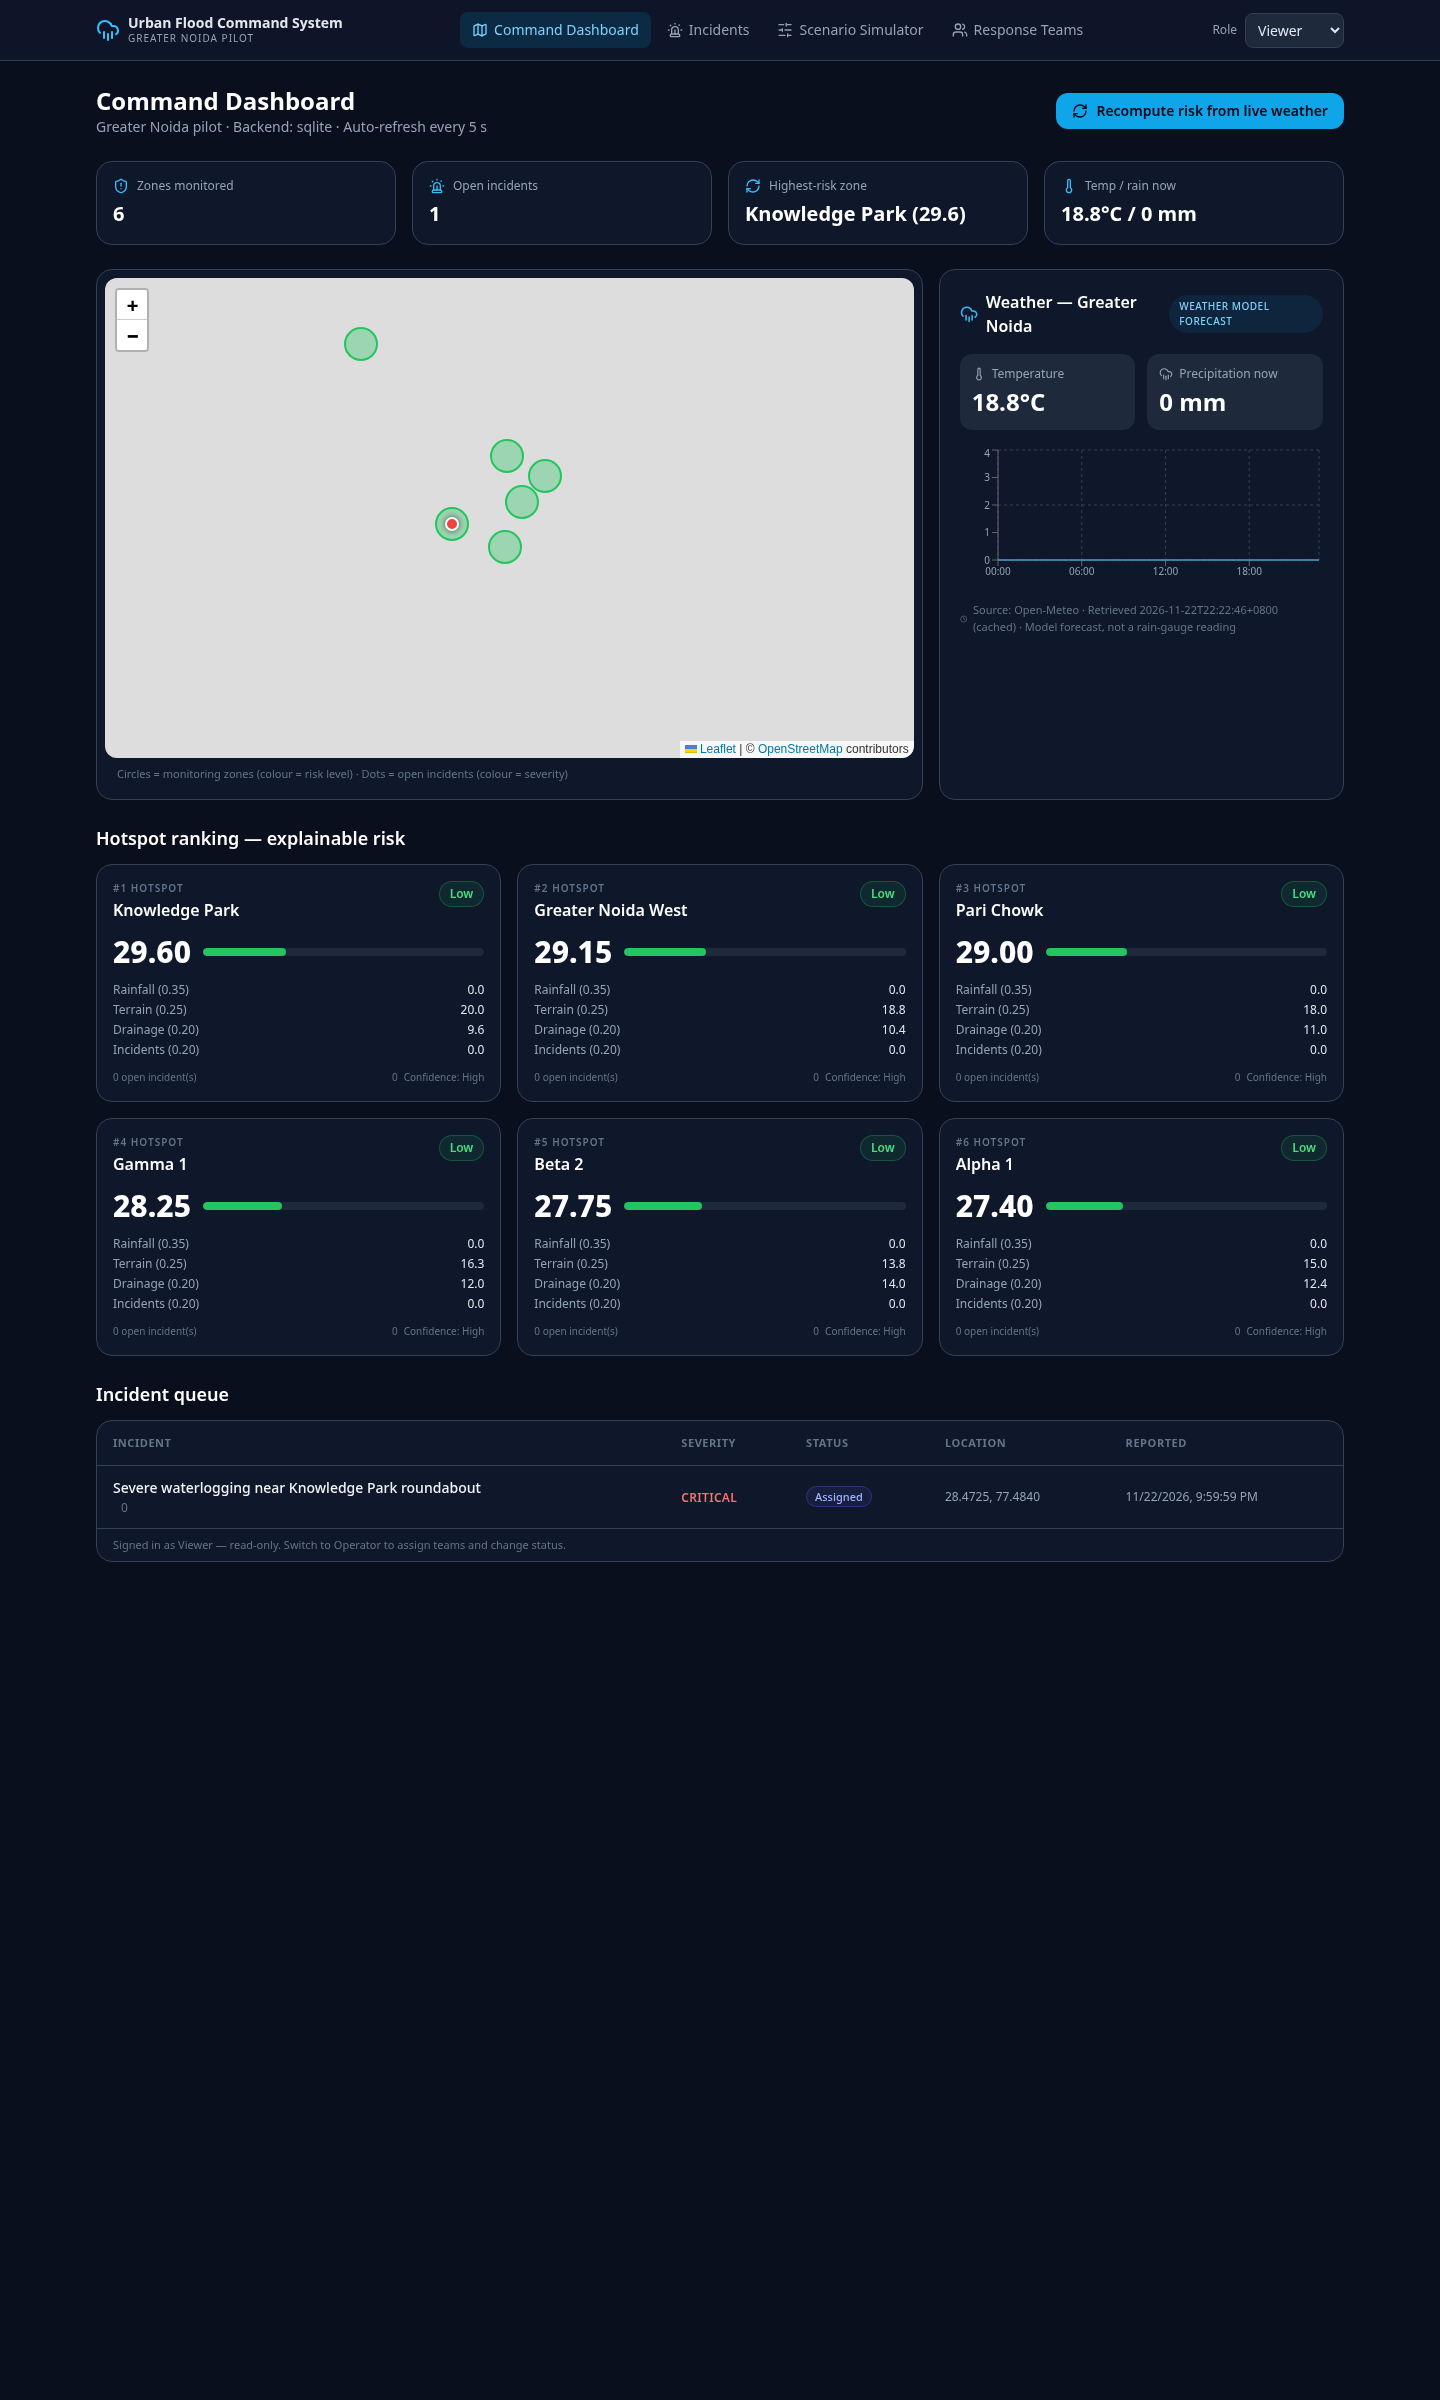 Urban Flood Command System
GREATER NOIDA PILOT
Command Dashboard
Incidents
Scenario Simulator
Response Teams
Role
Viewer
Command Dashboard
Greater Noida pilot · Backend: sqlite · Auto-refresh every 5 s
Recompute risk from live weather
Zones monitored
6
Open incidents
1
Highest-risk zone
Knowledge Park (29.6)
Temp / rain now
18.8°C / 0 mm
+
−
Leaflet | © OpenStreetMap contributors
Circles = monitoring zones (colour = risk level) · Dots = open incidents (colour = severity)
Weather — Greater
Noida
WEATHER MODEL
FORECAST
Temperature
18.8°C
Precipitation now
0 mm
4
3
2
1
0
00:00 06:00 12:00 18:00
Source: Open-Meteo · Retrieved 2026-11-22T22:22:46+0800
(cached) · Model forecast, not a rain-gauge reading
Hotspot ranking — explainable risk
#1 HOTSPOT
Low
Knowledge Park
29.60
Rainfall (0.35) 0.0
Terrain (0.25) 20.0
Drainage (0.20) 9.6
Incidents (0.20) 0.0
0 open incident(s) 0 Confidence: High
#2 HOTSPOT
Low
Greater Noida West
29.15
Rainfall (0.35) 0.0
Terrain (0.25) 18.8
Drainage (0.20) 10.4
Incidents (0.20) 0.0
0 open incident(s) 0 Confidence: High
#3 HOTSPOT
Low
Pari Chowk
29.00
Rainfall (0.35) 0.0
Terrain (0.25) 18.0
Drainage (0.20) 11.0
Incidents (0.20) 0.0
0 open incident(s) 0 Confidence: High
#4 HOTSPOT
Low
Gamma 1
28.25
Rainfall (0.35) 0.0
Terrain (0.25) 16.3
Drainage (0.20) 12.0
Incidents (0.20) 0.0
0 open incident(s) 0 Confidence: High
#5 HOTSPOT
Low
Beta 2
27.75
Rainfall (0.35) 0.0
Terrain (0.25) 13.8
Drainage (0.20) 14.0
Incidents (0.20) 0.0
0 open incident(s) 0 Confidence: High
#6 HOTSPOT
Low
Alpha 1
27.40
Rainfall (0.35) 0.0
Terrain (0.25) 15.0
Drainage (0.20) 12.4
Incidents (0.20) 0.0
0 open incident(s) 0 Confidence: High
Incident queue
INCIDENT SEVERITY STATUS LOCATION REPORTED
Severe waterlogging near Knowledge Park roundabout
0
CRITICAL Assigned 28.4725, 77.4840 11/22/2026, 9:59:59 PM
Signed in as Viewer — read-only. Switch to Operator to assign teams and change status.